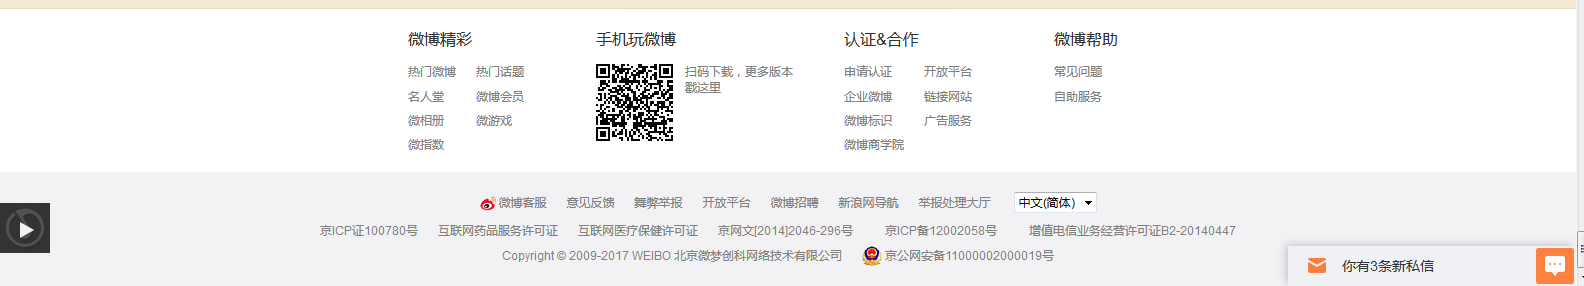 微博精彩
热门微博 热门话题
名人堂 微博会员
微相册 微游戏
微指数
手机玩微博
扫码下载，更多版本
戳这里
认证&合作
申请认证 开放平台
企业微博 链接网站
微博标识 广告服务
微博商学院
微博帮助
常见问题
自助服务
微博客服 意见反馈 舞弊举报 开放平台 微博招聘 新浪网导航 举报处理大厅 中文(简体)
京ICP证100780号 互联网药品服务许可证 互联网医疗保健许可证 京网文[2014]2046-296号 京ICP备12002058号 增值电信业务经营许可证B2-20140447
Copyright © 2009-2017 WEIBO 北京微梦创科网络技术有限公司 京公网安备11000002000019号
你有3条新私信